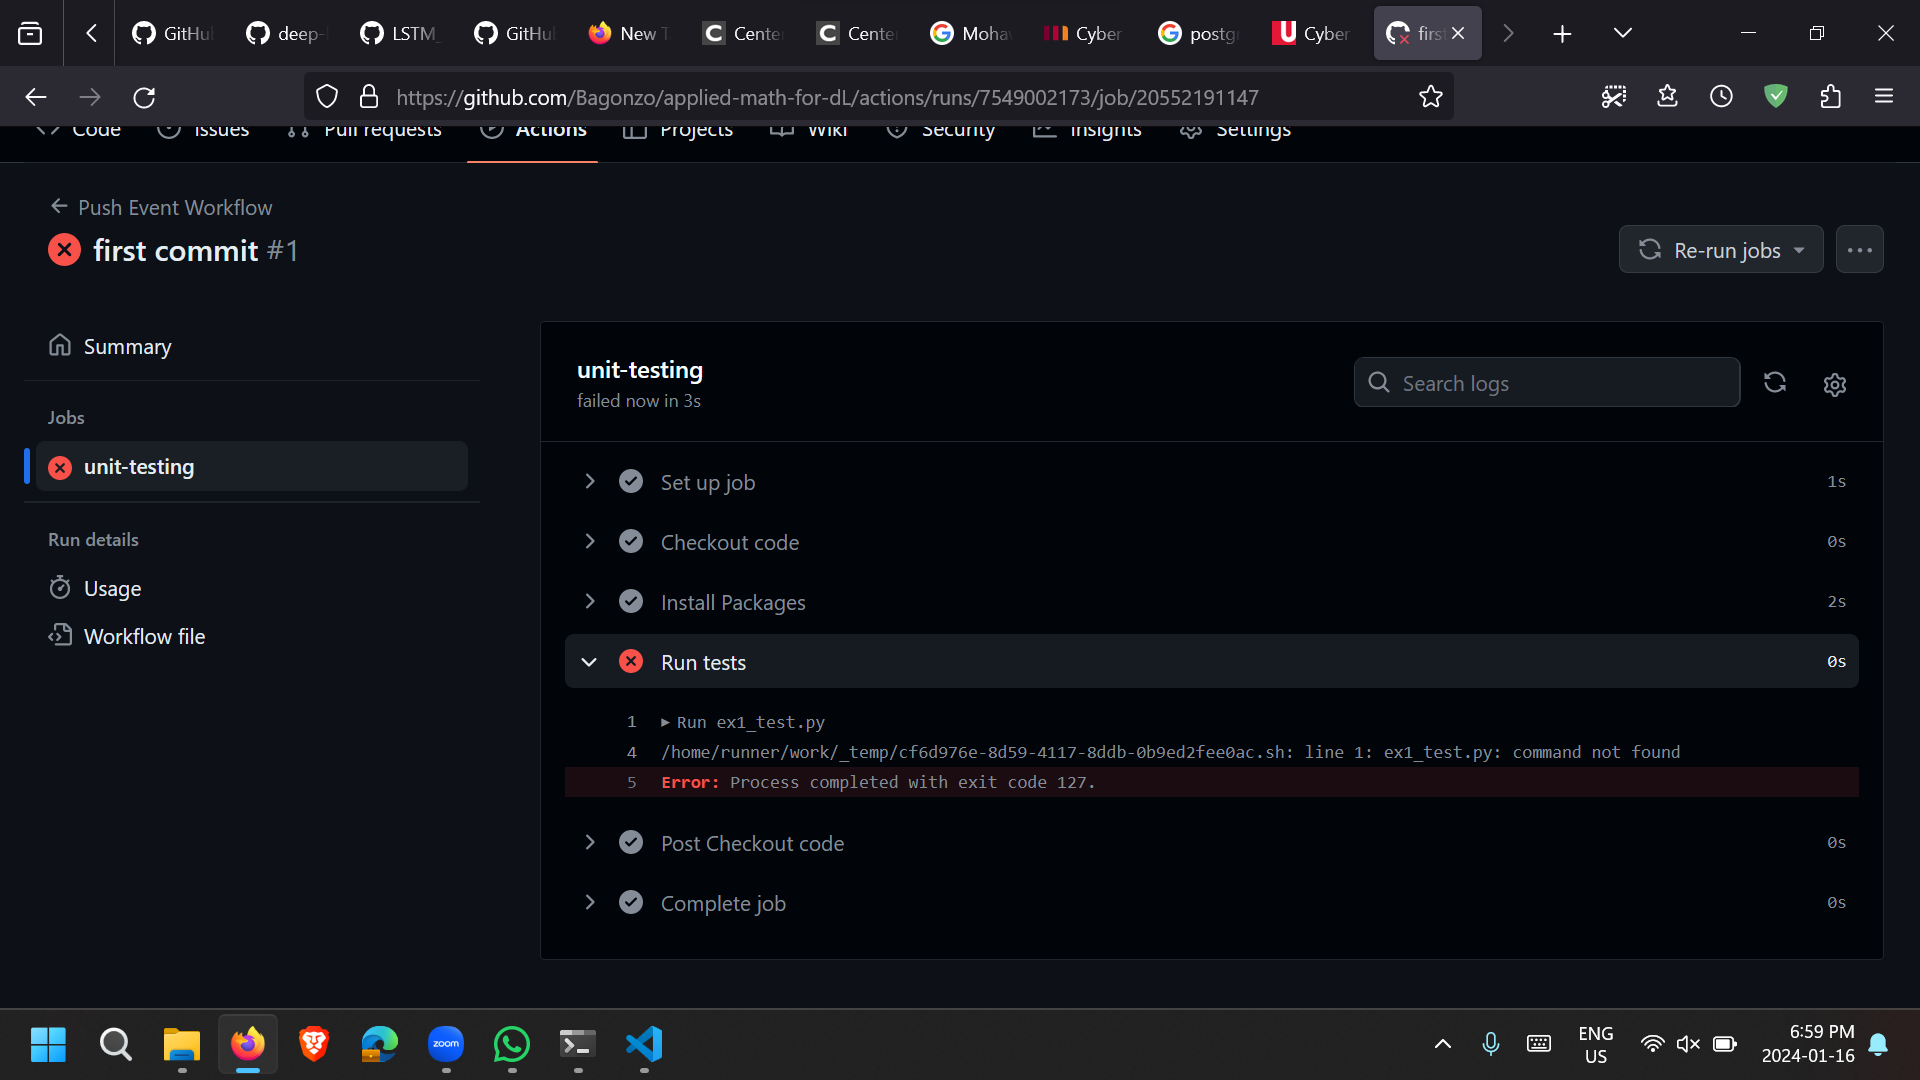 GitHu
deep-
LSTM_
GitHu
New T
Cente
Cente
Moha
Cyber
postgr
Cyber
firs
https://github.com/Bagonzo/applied-math-for-dL/actions/runs/7549002173/job/20552191147
Code
Issues
Pull requests
Actions
Projects
Wiki
Security
Insights
Settings
Push Event Workflow
first commit #1
Re-run jobs
Summary
Jobs
unit-testing
Run details
Usage
Workflow file
unit-testing
failed now in 3s
Search logs
Set up job 1s
Checkout code 0s
Install Packages 2s
Run tests 0s
1 Run ex1_test.py
4 /home/runner/work/_temp/cf6d976e-8d59-4117-8ddb-0b9ed2fee0ac.sh: line 1: ex1_test.py: command not found
5 Error: Process completed with exit code 127.
Post Checkout code 0s
Complete job 0s
zoom
ENG
US
6:59 PM
2024-01-16